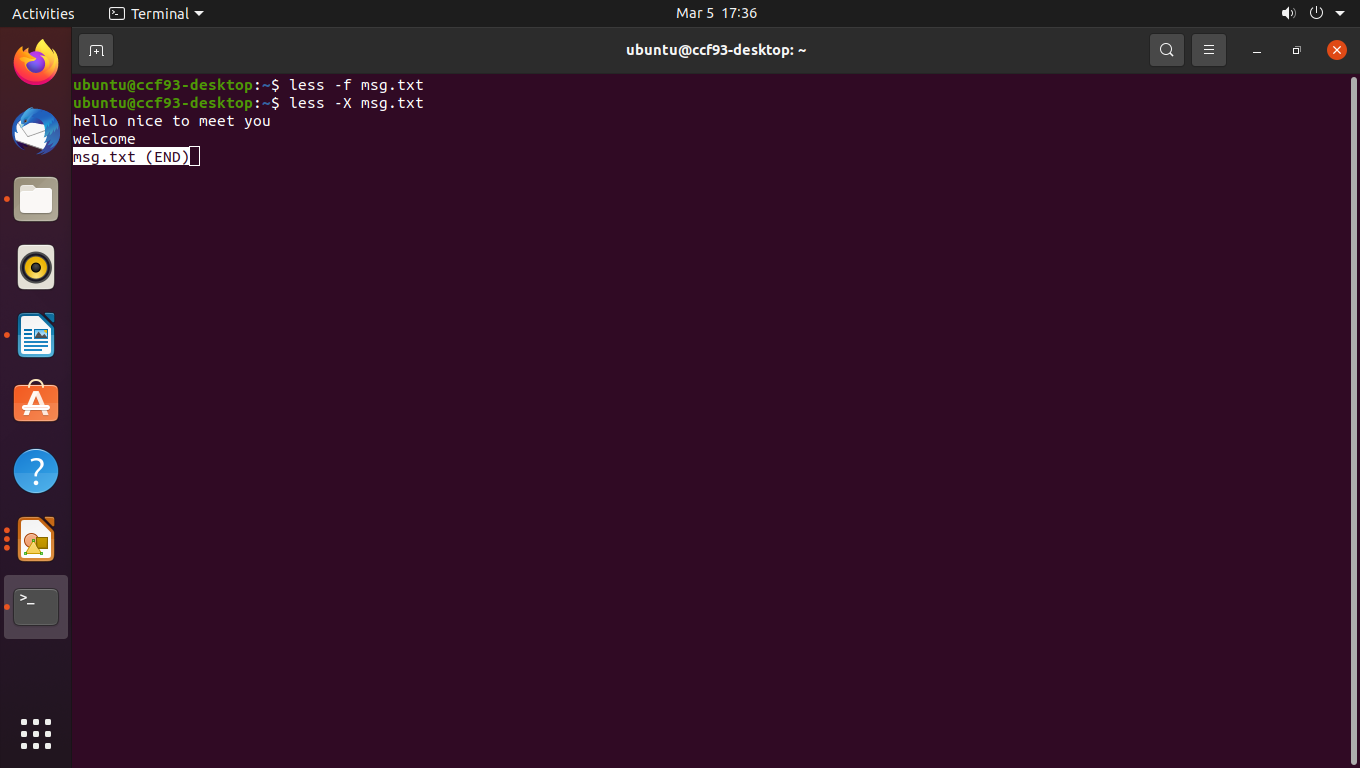 Activities
Terminal
Mar 5 17:36
ubuntu@ccf93-desktop: ~
ubuntu@ccf93-desktop:~$ less -f msg.txt
ubuntu@ccf93-desktop:~$ less -X msg.txt
hello nice to meet you
welcome
msg.txt (END)